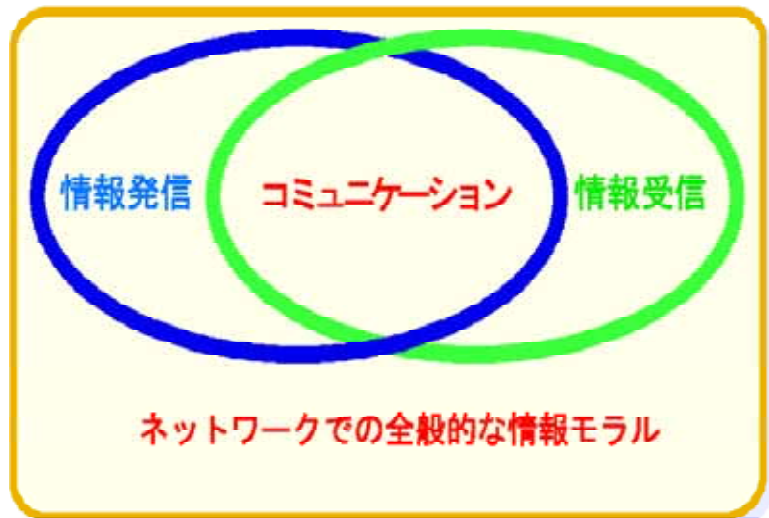 情報発信
コミュニケーション
情報受信
ネットワークでの全般的な情報モラル